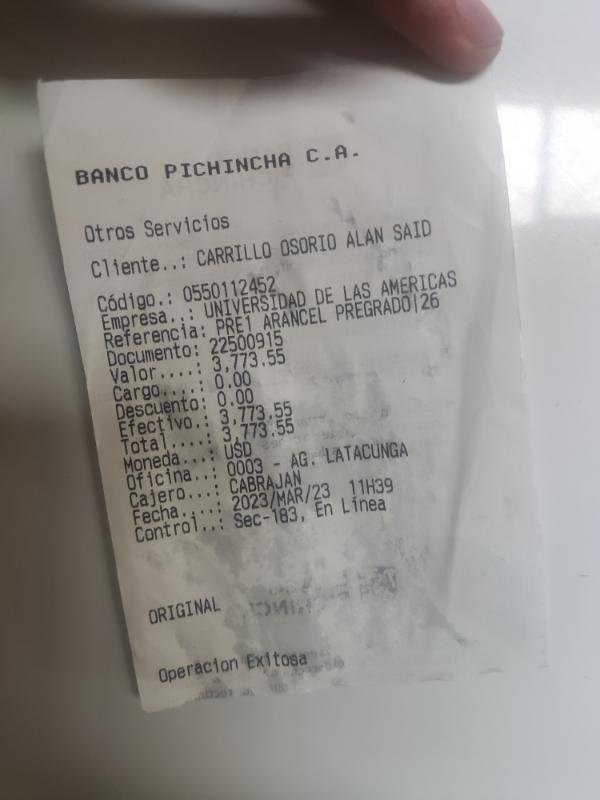 BANCO PICHINCHA C.A.
Otros Servicios
Cliente..: CARRILLO OSORIO ALAN SAID
Código.: 0550112452
Empresa..: UNIVERSIDAD DE LAS AMERICAS
Referencia: PRE1 ARANCEL PREGRADO|26
Documento: 22500915
Valor....: 3,773.55
Cargo....: 0.00
Descuento: 0.00
Efectivo.: 3,773.55
Total....: 3,773.55
Moneda...: USD
Oficina..: 0003 - AG. LATACUNGA
Cajero...: CABRAJAN
Fecha....: 2023/MAR/23 11H39
Control..: Sec-183, En Línea
ORIGINAL
Operacion Exitosa